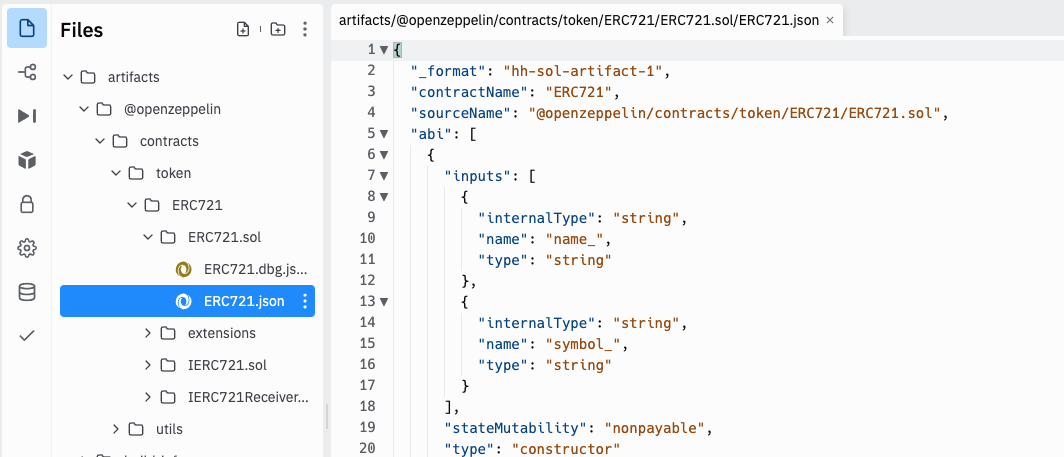 Files
artifacts
@openzeppelin
contracts
token
ERC721
ERC721.sol
ERC721.dbg.js...
ERC721.json
extensions
IERC721.sol
IERC721Receiver...
utils
artifacts/@openzeppelin/contracts/token/ERC721/ERC721.sol/ERC721.json ×
1 {
2 "_format": "hh-sol-artifact-1",
3 "contractName": "ERC721",
4 "sourceName": "@openzeppelin/contracts/token/ERC721/ERC721.sol",
5 "abi": [
6 {
7 "inputs": [
8 {
9 "internalType": "string",
10 "name": "name_",
11 "type": "string"
12 },
13 {
14 "internalType": "string",
15 "name": "symbol_",
16 "type": "string"
17 }
18 ],
19 "stateMutability": "nonpayable",
20 "type": "constructor"